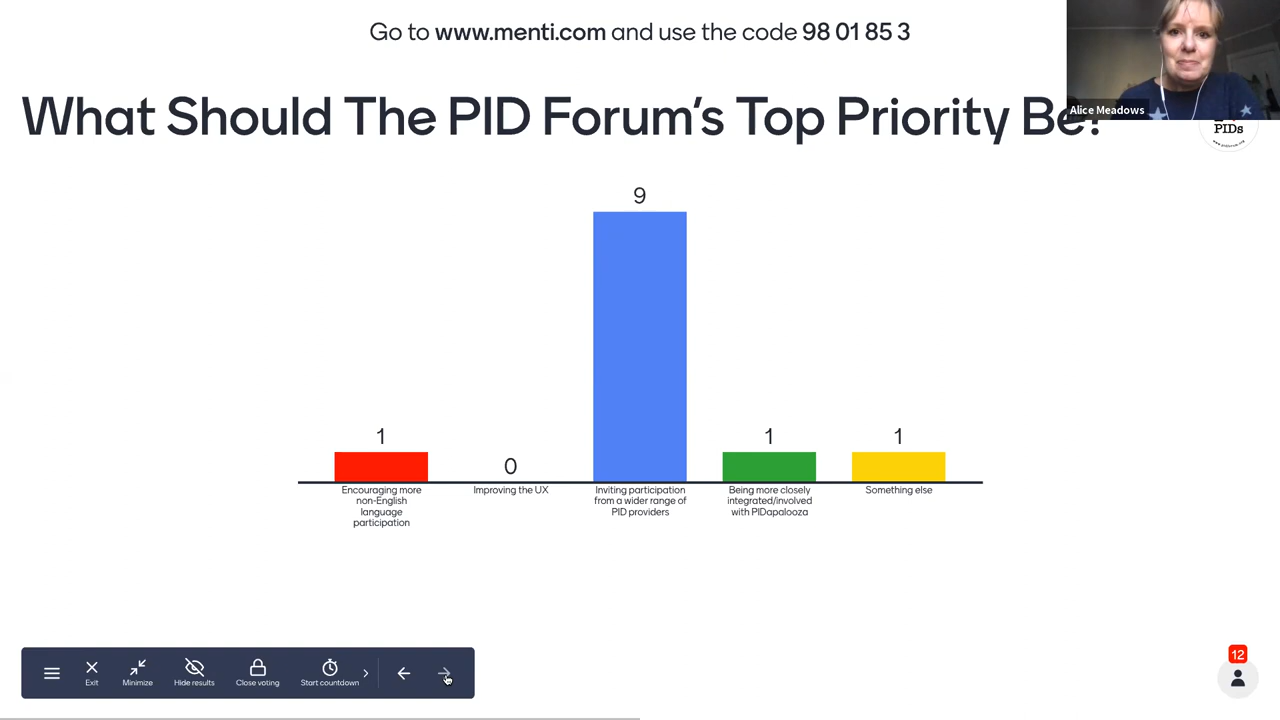 Go to www.menti.com and use the code 98 01 85 3
What Should The PID Forum's Top Priority Be?
Alice Meadows
PIDs
9
1
0
1
1
Encouraging more
non-English
language
participation
Improving the UX
Inviting participation
from a wider range of
PID providers
Being more closely
integrated/involved
with PIDapalooza
Something else
Exit
Minimize
Hide results
Close voting
Start countdown
12